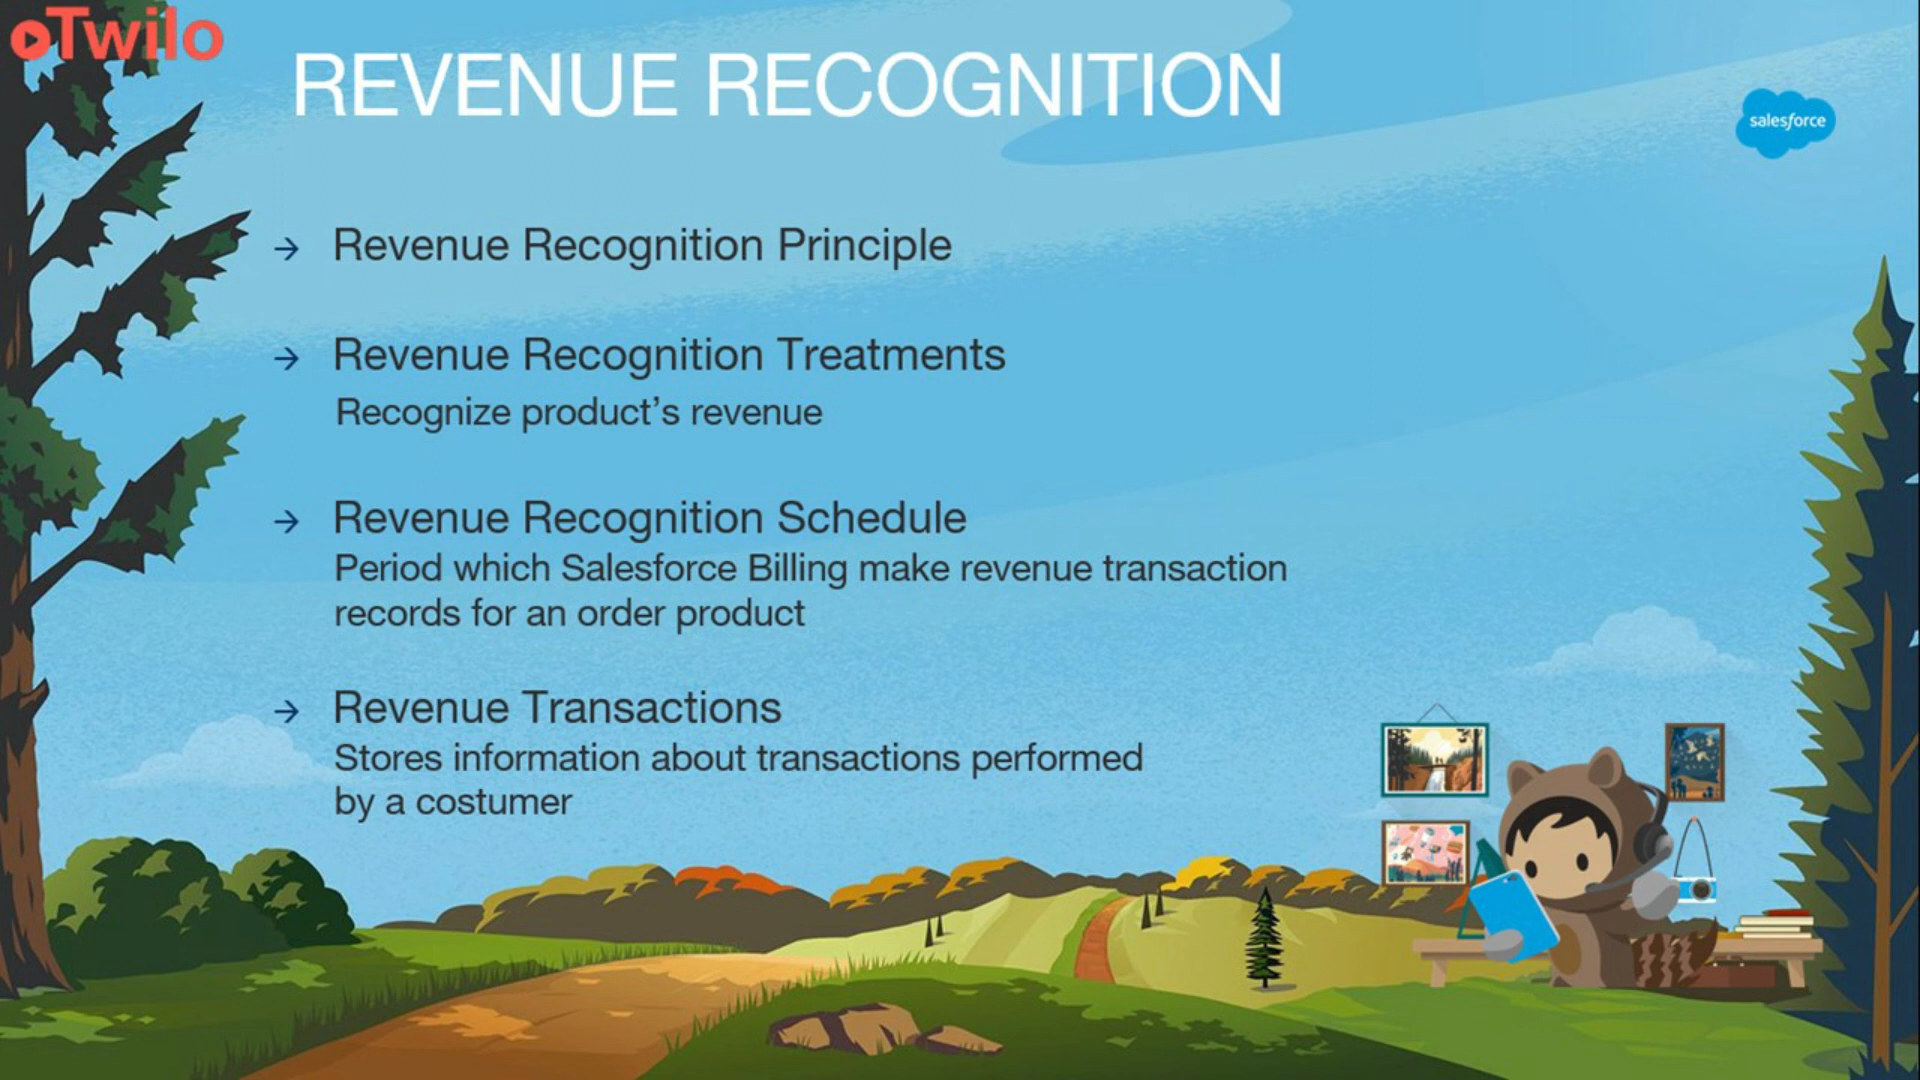 Twilo
REVENUE RECOGNITION
salesforce
→ Revenue Recognition Principle
→ Revenue Recognition Treatments
Recognize product’s revenue
→ Revenue Recognition Schedule
Period which Salesforce Billing make revenue transaction
records for an order product
→ Revenue Transactions
Stores information about transactions performed
by a costumer